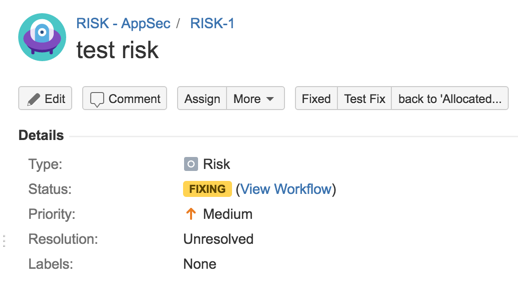 RISK - AppSec / RISK-1
test risk
Edit Comment Assign More Fixed Test Fix back to 'Allocated...
Details
Type: Risk
Status: FIXING (View Workflow)
Priority: Medium
Resolution: Unresolved
Labels: None